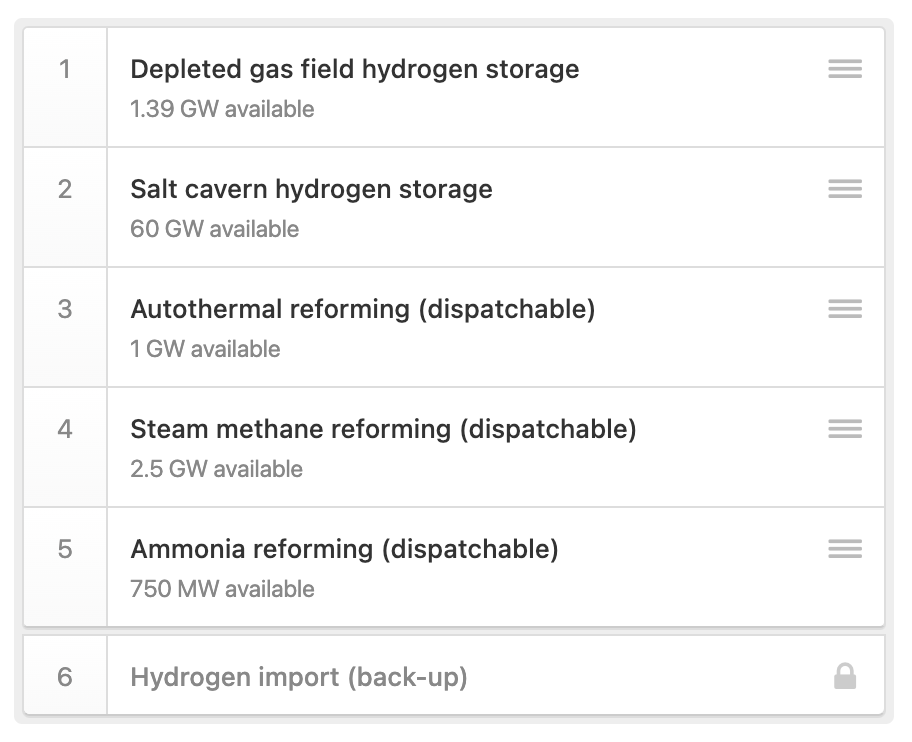 1
Depleted gas field hydrogen storage
1.39 GW available
2
Salt cavern hydrogen storage
60 GW available
3
Autothermal reforming (dispatchable)
1 GW available
4
Steam methane reforming (dispatchable)
2.5 GW available
5
Ammonia reforming (dispatchable)
750 MW available
6
Hydrogen import (back-up)